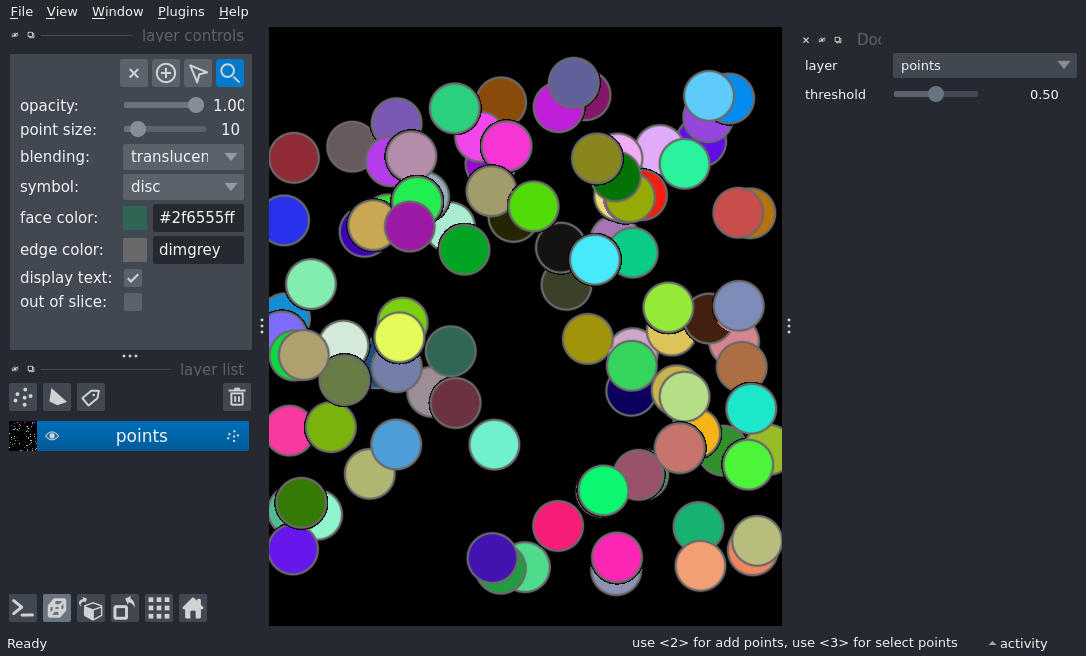 File View Window Plugins Help
layer controls
opacity: 1.00
point size: 10
blending: translucen
symbol: disc
face color: #2f6555ff
edge color: dimgrey
display text:
out of slice:
layer list
points
Ready
layer points
threshold 0.50
use <2> for add points, use <3> for select points
activity